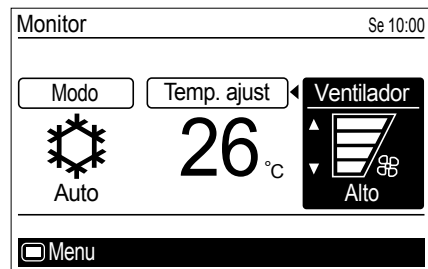 Monitor
Se 10:00
Modo
Temp. ajust
Ventilador
26 °C
Auto
Alto
Menu